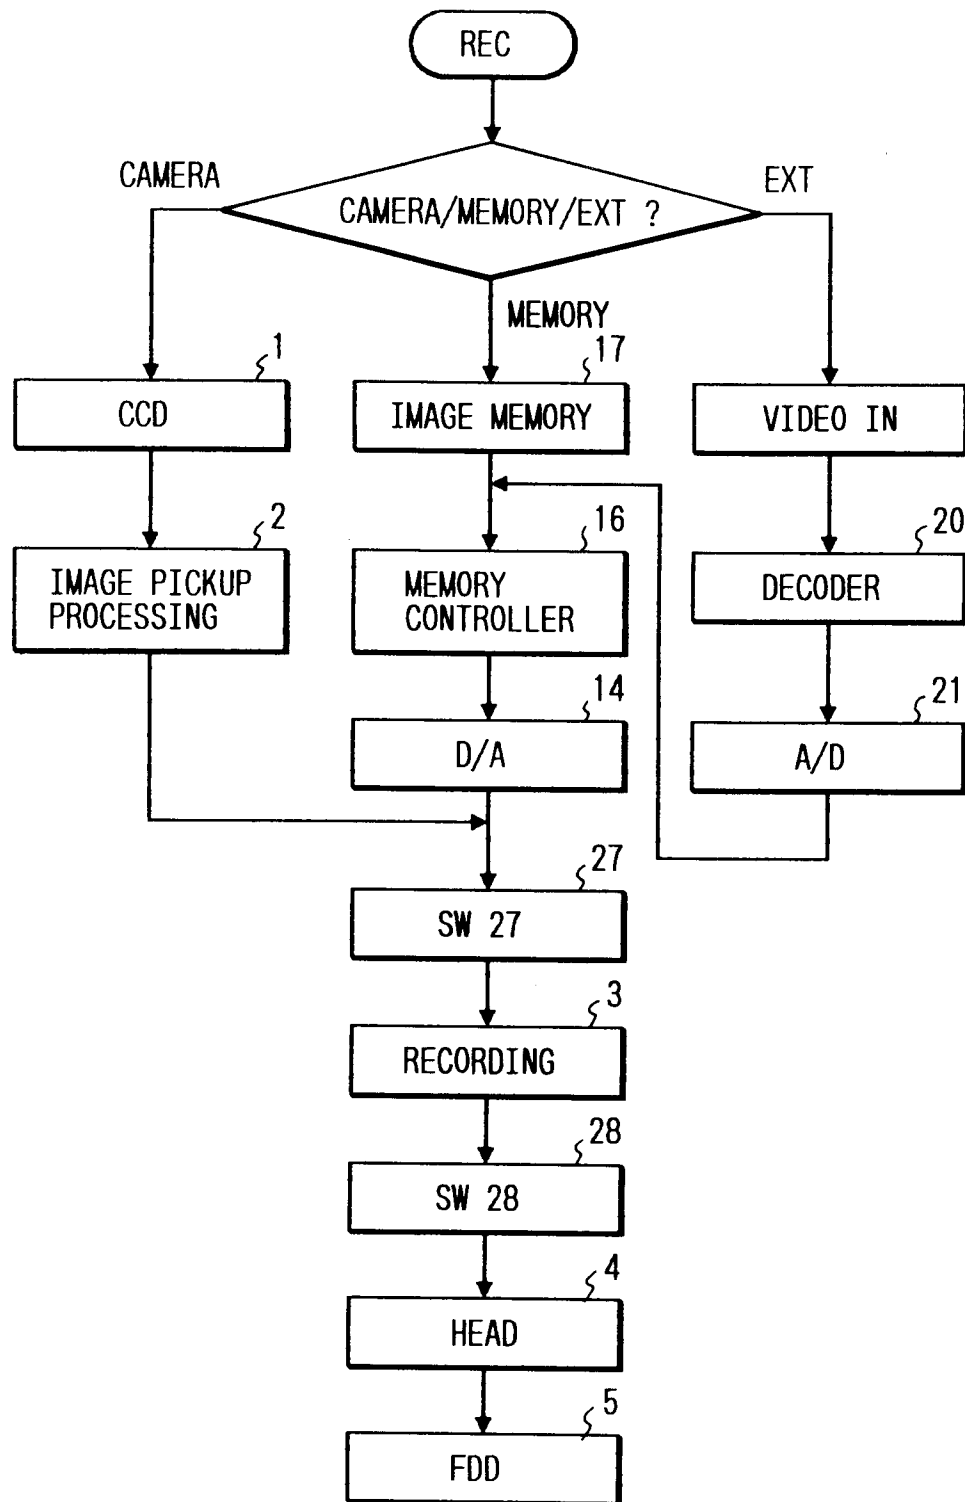 REC
CAMERA
EXT
CAMERA/MEMORY/EXT ?
MEMORY
1
17
CCD
IMAGE MEMORY
VIDEO IN
2
16
20
IMAGE PICKUP
PROCESSING
MEMORY
CONTROLLER
DECODER
14
21
D/A
A/D
27
SW 27
3
RECORDING
28
SW 28
4
HEAD
5
FDD